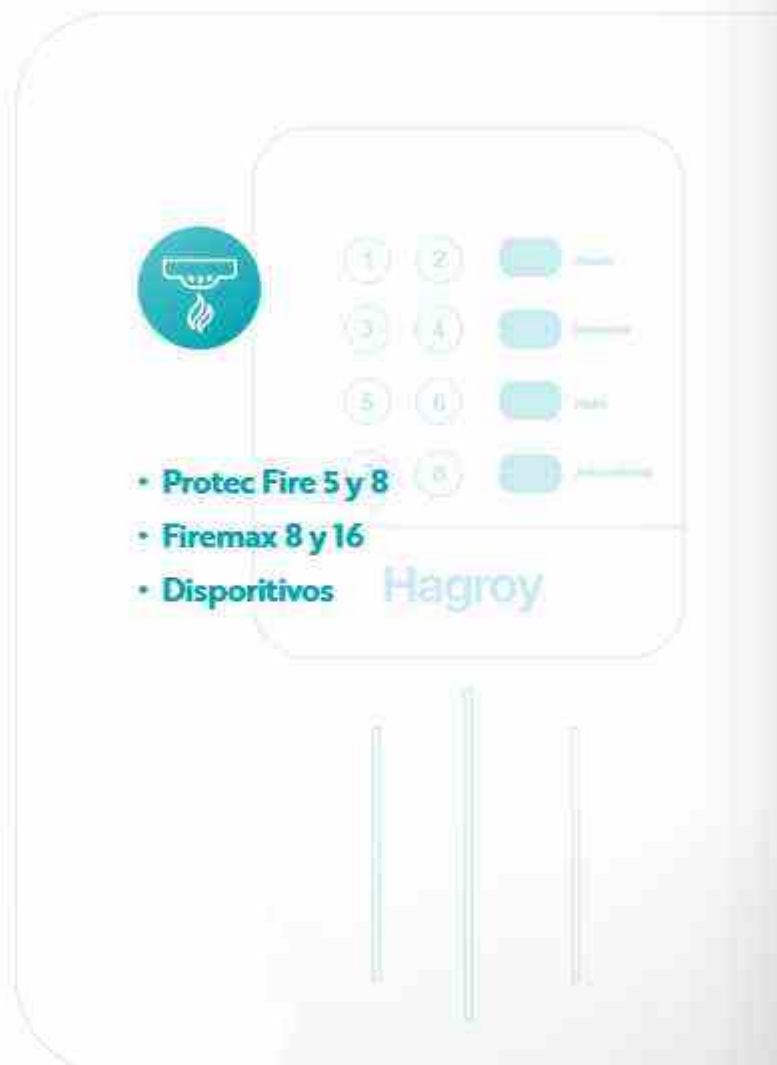 1 2
3 4
5 6
8
• Protec Fire 5 y 8
• Firemax 8 y 16
• Disporitivos
Hagroy